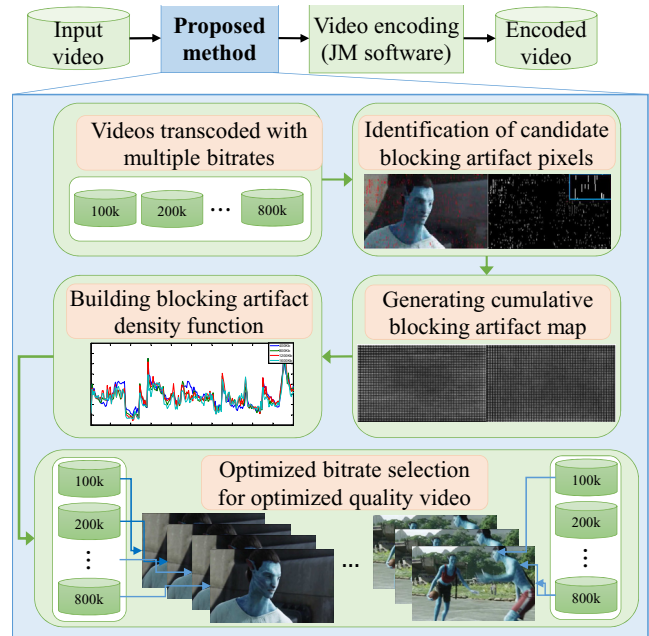 Input
video
Proposed
method
Video encoding
(JM software)
Encoded
video
Videos transcoded with
multiple bitrates
100k
200k
...
800k
Identification of candidate
blocking artifact pixels
Building blocking artifact
density function
Generating cumulative
blocking artifact map
Optimized bitrate selection
for optimized quality video
100k
200k
...
800k
...
100k
200k
...
800k